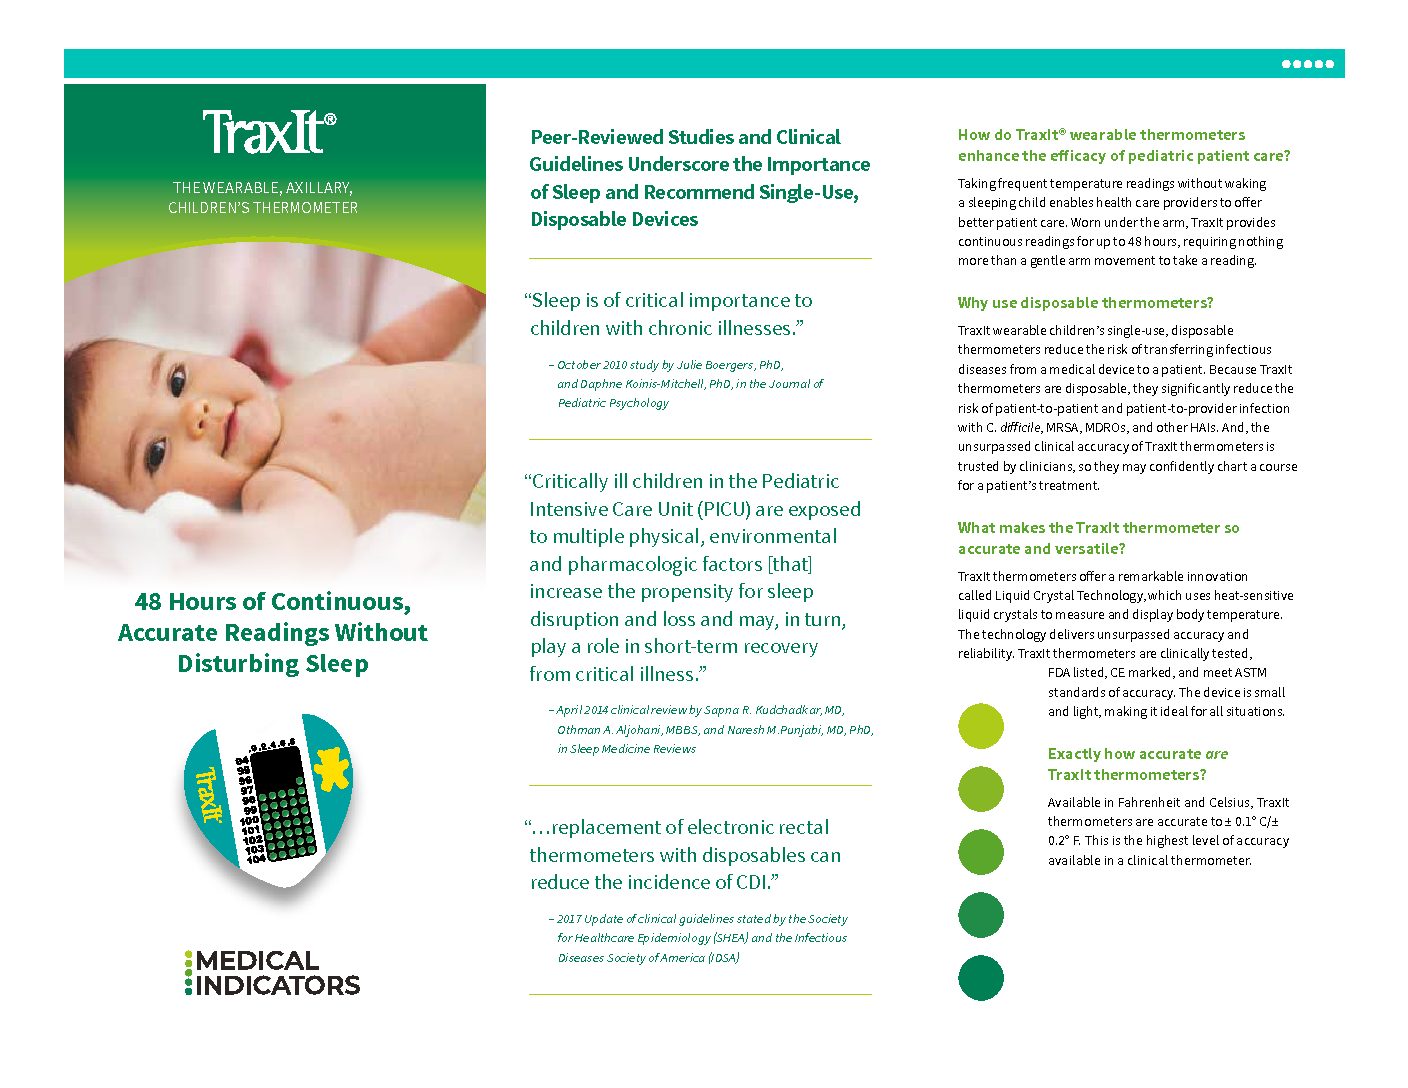 TraxIt®
THE WEARABLE, AXILLARY,
CHILDREN'S THERMOMETER
48 Hours of Continuous,
Accurate Readings Without
Disturbing Sleep
.0 .2 .4 .6 .8
94
95
96
97
98
99
100
101
102
103
104
TraxIt
MEDICAL
INDICATORS
Peer-Reviewed Studies and Clinical
Guidelines Underscore the Importance
of Sleep and Recommend Single-Use,
Disposable Devices
“Sleep is of critical importance to
children with chronic illnesses.”
– October 2010 study by Julie Boergers, PhD,
and Daphne Koinis-Mitchell, PhD, in the Journal of
Pediatric Psychology
“Critically ill children in the Pediatric
Intensive Care Unit (PICU) are exposed
to multiple physical, environmental
and pharmacologic factors [that]
increase the propensity for sleep
disruption and loss and may, in turn,
play a role in short-term recovery
from critical illness.”
– April 2014 clinical review by Sapna R. Kudchadkar, MD,
Othman A. Aljohani, MBBS, and Naresh M.Punjabi, MD, PhD,
in Sleep Medicine Reviews
“…replacement of electronic rectal
thermometers with disposables can
reduce the incidence of CDI.”
– 2017 Update of clinical guidelines stated by the Society
for Healthcare Epidemiology (SHEA) and the Infectious
Diseases Society of America (IDSA)
How do TraxIt® wearable thermometers
enhance the efficacy of pediatric patient care?
Taking frequent temperature readings without waking
a sleeping child enables health care providers to offer
better patient care. Worn under the arm, TraxIt provides
continuous readings for up to 48 hours, requiring nothing
more than a gentle arm movement to take a reading.
Why use disposable thermometers?
TraxIt wearable children's single-use, disposable
thermometers reduce the risk of transferring infectious
diseases from a medical device to a patient. Because TraxIt
thermometers are disposable, they significantly reduce the
risk of patient-to-patient and patient-to-provider infection
with C. difficile, MRSA, MDROs, and other HAIs. And, the
unsurpassed clinical accuracy of TraxIt thermometers is
trusted by clinicians, so they may confidently chart a course
for a patient's treatment.
What makes the TraxIt thermometer so
accurate and versatile?
TraxIt thermometers offer a remarkable innovation
called Liquid Crystal Technology, which uses heat-sensitive
liquid crystals to measure and display body temperature.
The technology delivers unsurpassed accuracy and
reliability. TraxIt thermometers are clinically tested,
FDA listed, CE marked, and meet ASTM
standards of accuracy. The device is small
and light, making it ideal for all situations.
Exactly how accurate are
TraxIt thermometers?
Available in Fahrenheit and Celsius, TraxIt
thermometers are accurate to ± 0.1° C/±
0.2° F. This is the highest level of accuracy
available in a clinical thermometer.